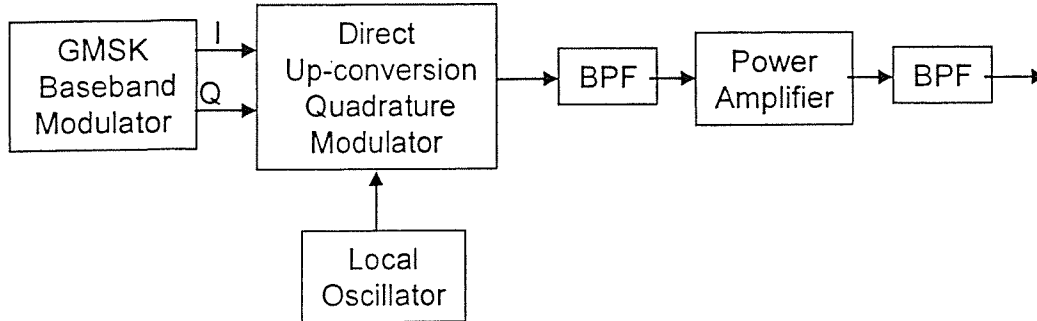 GMSK
Baseband
Modulator
I
Q
Direct
Up-conversion
Quadrature
Modulator
BPF
Power
Amplifier
BPF
Local
Oscillator